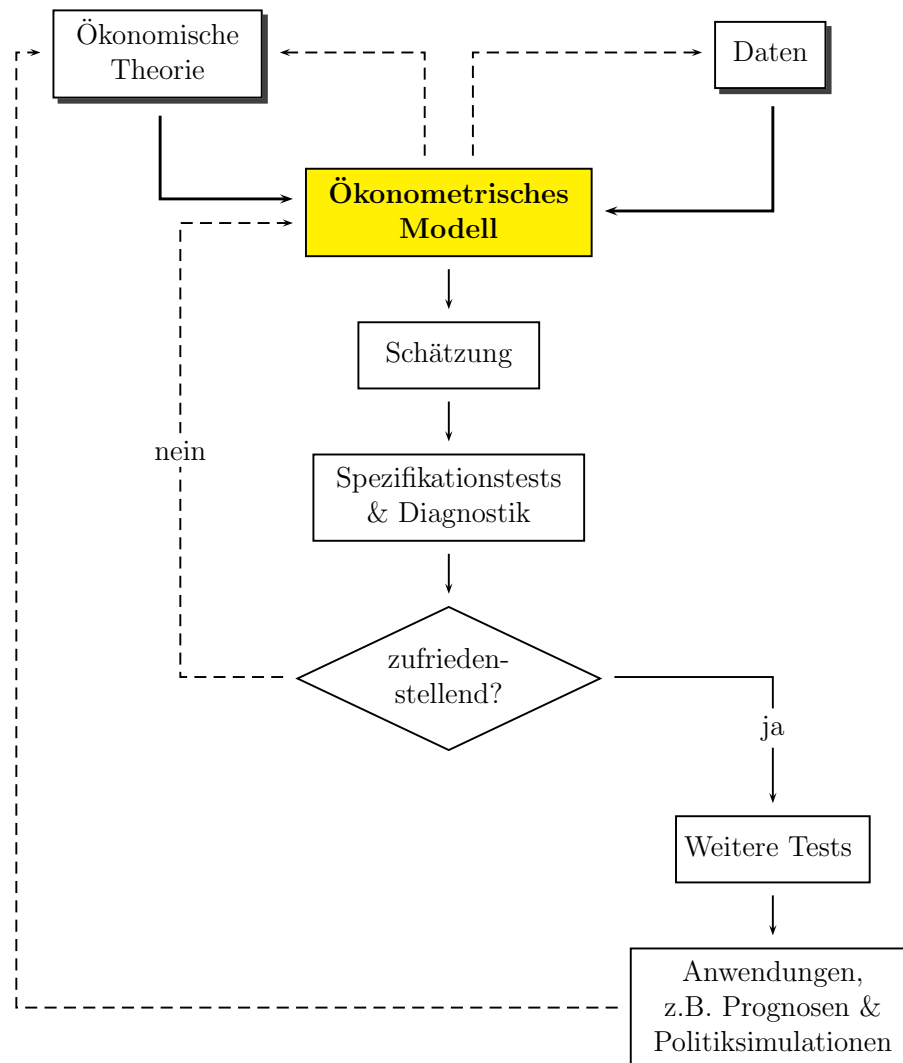 Ökonomische
Theorie
Daten
Ökonometrisches
Modell
Schätzung
nein
Spezifikationstests
& Diagnostik
zufrieden-
stellend?
ja
Weitere Tests
Anwendungen,
z.B. Prognosen &
Politiksimulationen